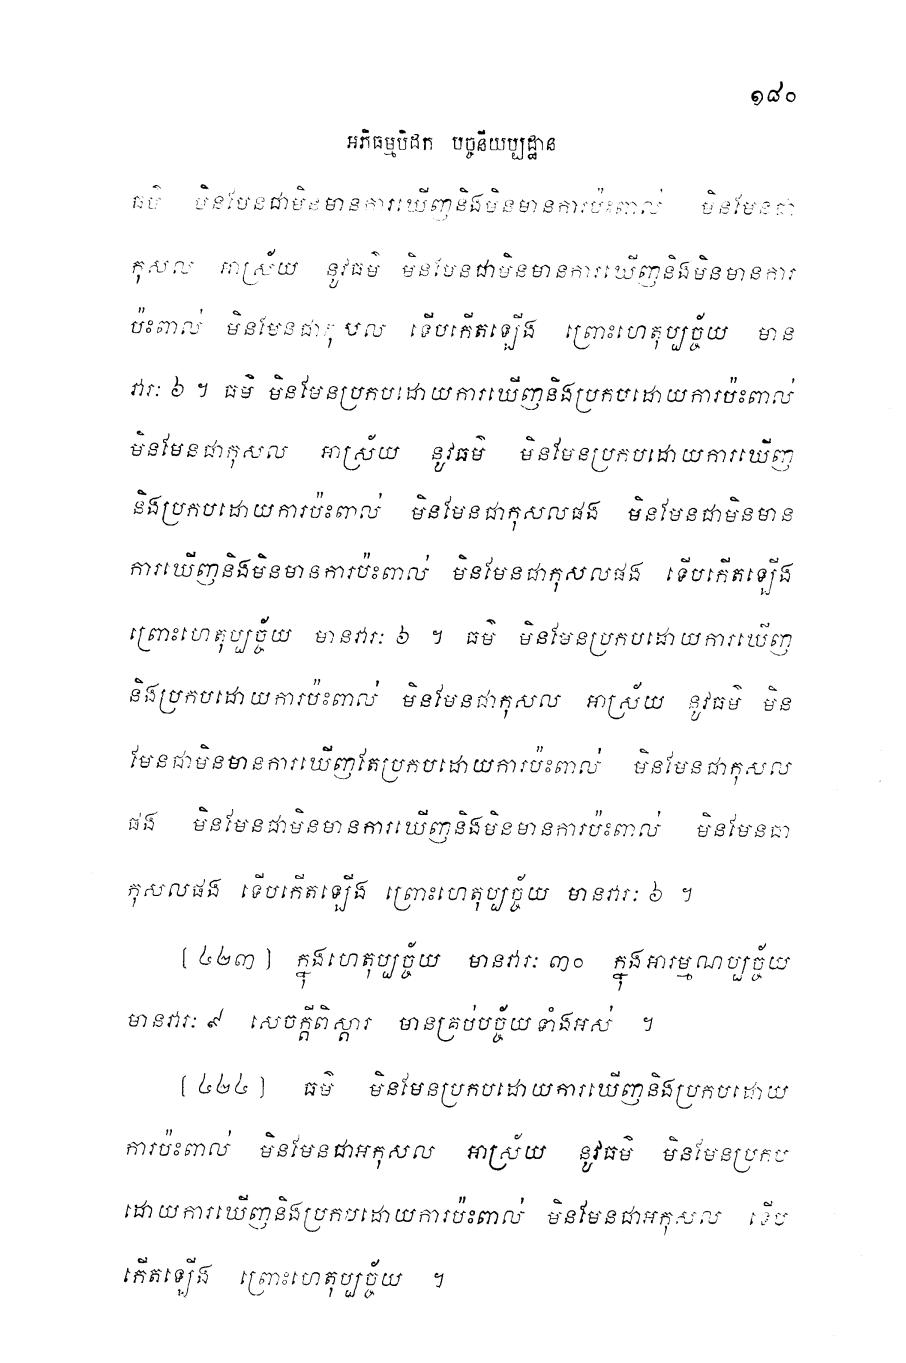 ១៨០
អភិធម្មបិដក បច្ចនីយប្បដ្ឋាន
ធម៌ មិនមែនជាមិនមានការឃើញនិងមិនមានការប៉ះពាល់ មិនមែនជា
កុសល អាស្រ័យ នូវធម៌ មិនមែនជាមិនមានការឃើញនិងមិនមានការ
ប៉ះពាល់ មិនមែនជាកុសល ទើបកើតឡើង ព្រោះហេតុប្បច្ច័យ មាន
វារៈ ៦ ។ ធម៌ មិនមែនប្រកបដោយការឃើញនិងប្រកបដោយការប៉ះពាល់
មិនមែនជាកុសល អាស្រ័យ នូវធម៌ មិនមែនប្រកបដោយការឃើញ
និងប្រកបដោយការប៉ះពាល់ មិនមែនជាកុសលផង មិនមែនជាមិនមាន
ការឃើញនិងមិនមានការប៉ះពាល់ មិនមែនជាកុសលផង ទើបកើតឡើង
ព្រោះហេតុប្បច្ច័យ មានវារៈ ៦ ។ ធម៌ មិនមែនប្រកបដោយការឃើញ
និងប្រកបដោយការប៉ះពាល់ មិនមែនជាកុសល អាស្រ័យ នូវធម៌ មិន
មែនជាមិនមានការឃើញតែប្រកបដោយការប៉ះពាល់ មិនមែនជាកុសល
ផង មិនមែនជាមិនមានការឃើញនិងមិនមានការប៉ះពាល់ មិនមែនជា
កុសលផង ទើបកើតឡើង ព្រោះហេតុប្បច្ច័យ មានវារៈ ៦ ។
[៤២៣] ក្នុងហេតុប្បច្ច័យ មានវារៈ ៣០ ក្នុងអារម្មណប្បច្ច័យ
មានវារៈ ៩ សេចក្តីពិស្តារ មានគ្រប់បច្ច័យទាំងអស់ ។
[៤២៤] ធម៌ មិនមែនប្រកបដោយការឃើញនិងប្រកបដោយ
ការប៉ះពាល់ មិនមែនជាអកុសល អាស្រ័យ នូវធម៌ មិនមែនប្រកប
ដោយការឃើញនិងប្រកបដោយការប៉ះពាល់ មិនមែនជាអកុសល ទើប
កើតឡើង ព្រោះហេតុប្បច្ច័យ ។